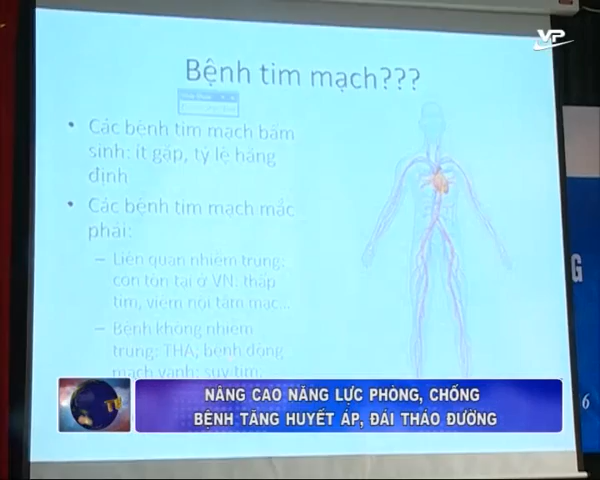 VP
Bệnh tim mạch???
• Các bệnh tim mạch bẩm
sinh: ít gặp, tỷ lệ hằng
định
• Các bệnh tim mạch mắc
phải:
– Liên quan nhiễm trùng:
còn tồn tại ở VN: thấp
tim, viêm nội tâm mạc...
– Bệnh không nhiễm
trùng: THA; bệnh động
mạch vành; suy tim;
G
6
NÂNG CAO NĂNG LỰC PHÒNG, CHỐNG
BỆNH TĂNG HUYẾT ÁP, ĐÁI THÁO ĐƯỜNG